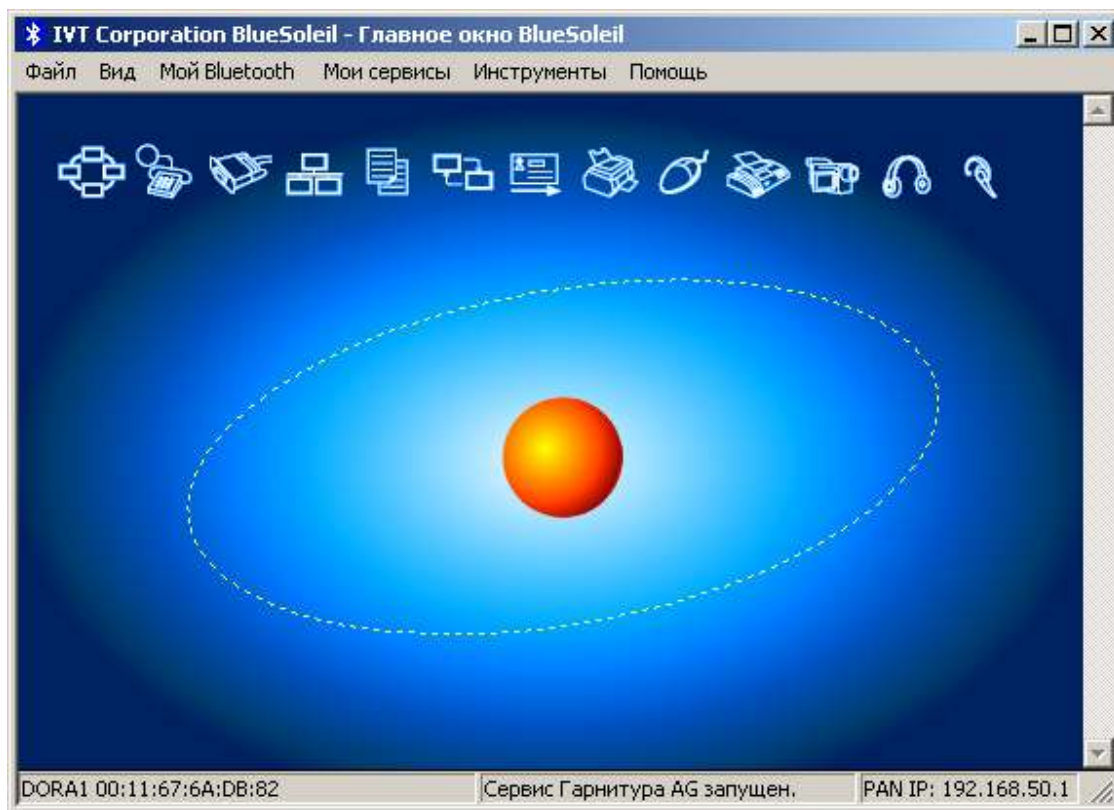 IVT Corporation BlueSoleil - Главное окно BlueSoleil
Файл Вид Мой Bluetooth Мои сервисы Инструменты Помощь
DORA1 00:11:67:6A:DB:82 Сервис Гарнитура AG запущен. PAN IP: 192.168.50.1